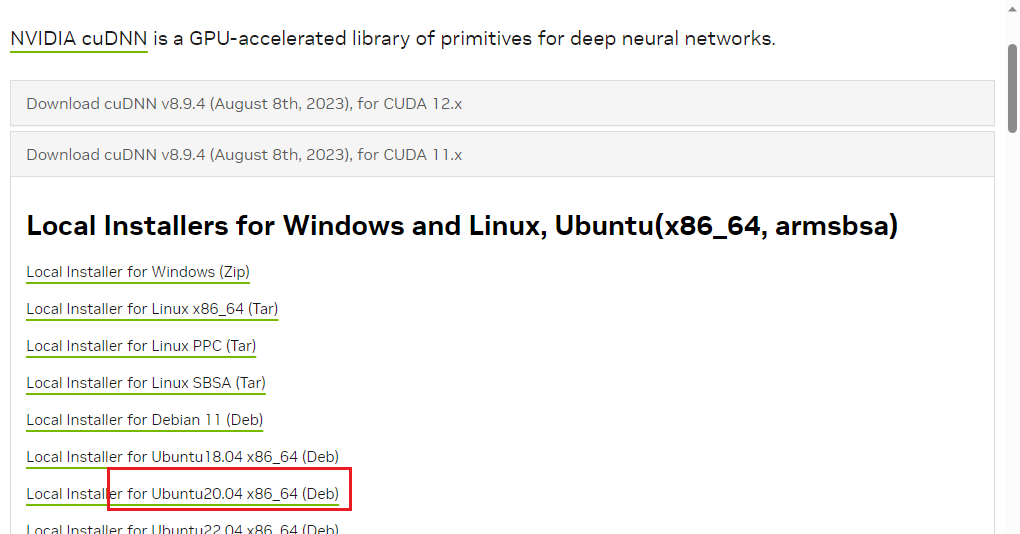 NVIDIA cuDNN is a GPU-accelerated library of primitives for deep neural networks.
Download cuDNN v8.9.4 (August 8th, 2023), for CUDA 12.x
Download cuDNN v8.9.4 (August 8th, 2023), for CUDA 11.x
Local Installers for Windows and Linux, Ubuntu(x86_64, armsbsa)
Local Installer for Windows (Zip)
Local Installer for Linux x86_64 (Tar)
Local Installer for Linux PPC (Tar)
Local Installer for Linux SBSA (Tar)
Local Installer for Debian 11 (Deb)
Local Installer for Ubuntu18.04 x86_64 (Deb)
Local Installer for Ubuntu20.04 x86_64 (Deb)
Local Installer for Ubuntu22.04 x86_64 (Deb)